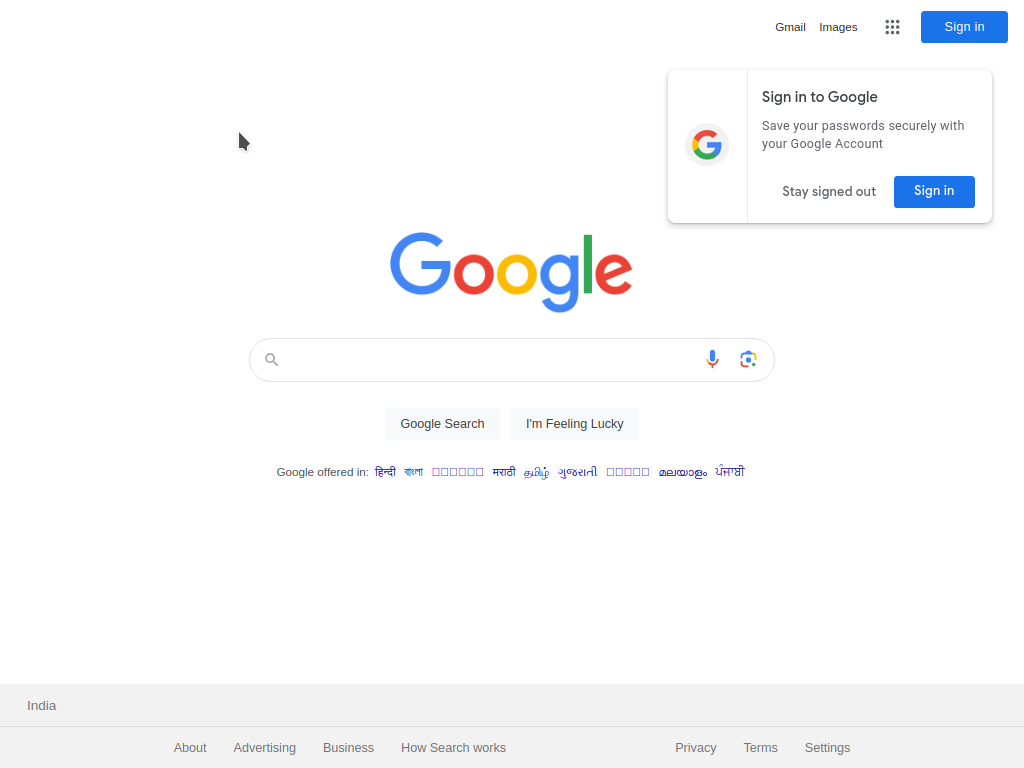 Gmail Images Sign in
Sign in to Google
Save your passwords securely with
your Google Account
Stay signed out Sign in
Google
Google Search I'm Feeling Lucky
Google offered in: हिन्दी বাংলা मराठी தமிழ் ગુજરાતી മലയാളം ਪੰਜਾਬੀ
India
About Advertising Business How Search works Privacy Terms Settings